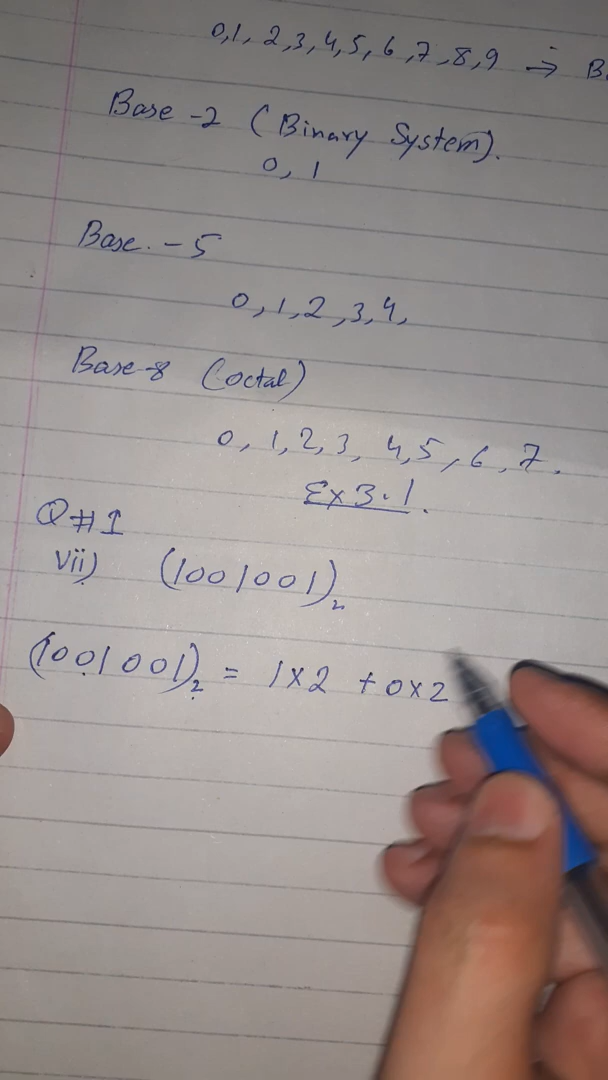 0,1, 2,3,4,5, 6,7,8,9 ⇒ B
Base -2 (Binary System).
0, 1
Base. -5
0,1,2,3,4,
Base-8 (octal)
0, 1,2,3, 4,5, 6,7.
Ex 3.1.
Q#1
vii) (1001001)₂
(1001001)₂ = 1×2 +0×2